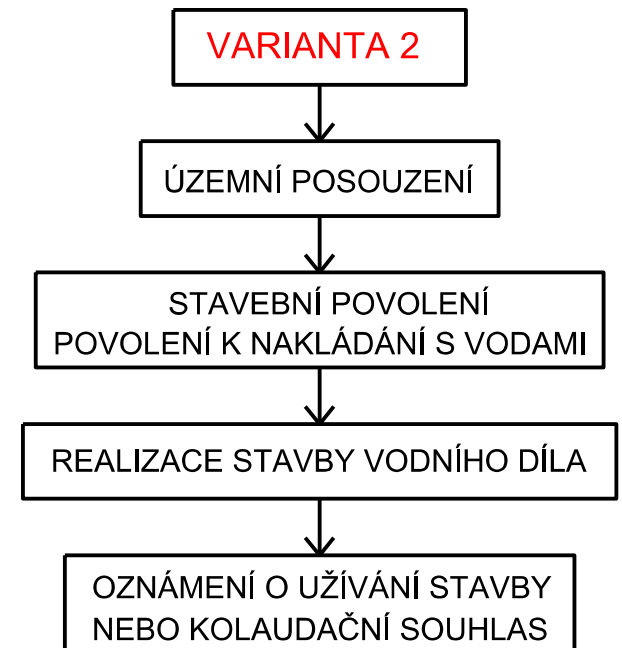 VARIANTA 2
ÚZEMNÍ POSOUZENÍ
STAVEBNÍ POVOLENÍ
POVOLENÍ K NAKLÁDÁNÍ S VODAMI
REALIZACE STAVBY VODNÍHO DÍLA
OZNÁMENÍ O UŽÍVÁNÍ STAVBY
NEBO KOLAUDAČNÍ SOUHLAS